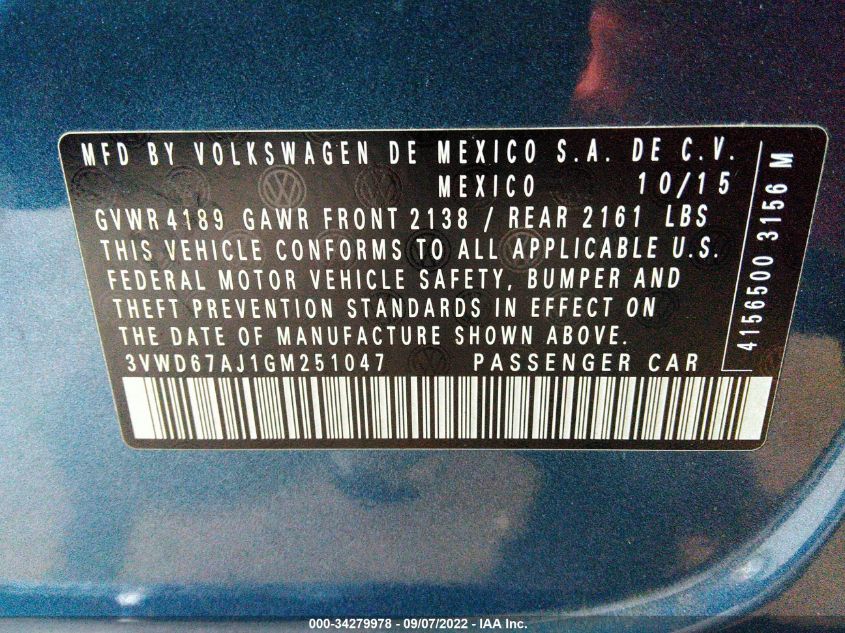 MFD BY VOLKSWAGEN DE MEXICO S.A. DE C.V.
MEXICO 10/15
GVWR 4189 GAWR FRONT 2138 / REAR 2161 LBS
THIS VEHICLE CONFORMS TO ALL APPLICABLE U.S.
FEDERAL MOTOR VEHICLE SAFETY, BUMPER AND
THEFT PREVENTION STANDARDS IN EFFECT ON
THE DATE OF MANUFACTURE SHOWN ABOVE.
3VWD67AJ1GM251047 PASSENGER CAR
4156500 3156 M
000-34279978 - 09/07/2022 - IAA Inc.